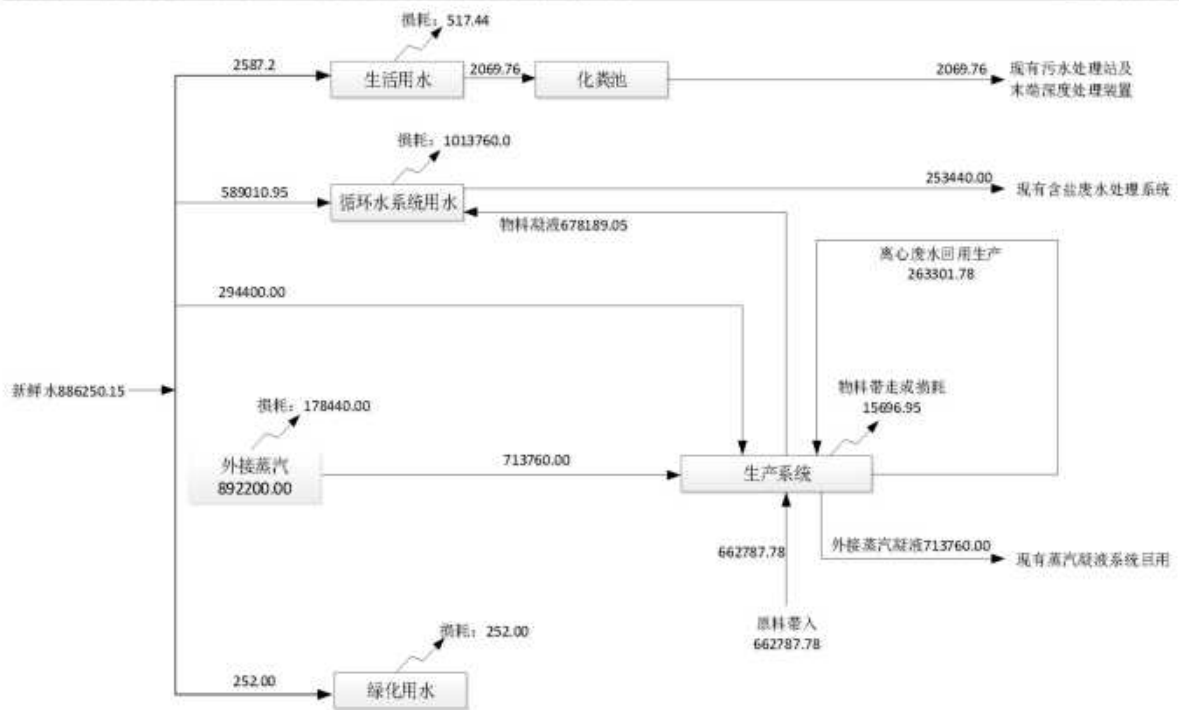 损耗：517.44
2587.2
生活用水
2069.76
化粪池
2069.76
现有污水处理站及
末端深度处理装置
损耗：1013760.0
589010.95
循环水系统用水
253440.00
现有含盐废水处理系统
物料凝液678189.05
离心废水回用生产
263301.78
294400.00
新鲜水886250.15
物料带走或损耗
15696.95
损耗：178440.00
外接蒸汽
892200.00
713760.00
生产系统
662787.78
外接蒸汽凝液713760.00
现有蒸汽凝液系统回用
原料带入
662787.78
损耗：252.00
252.00
绿化用水